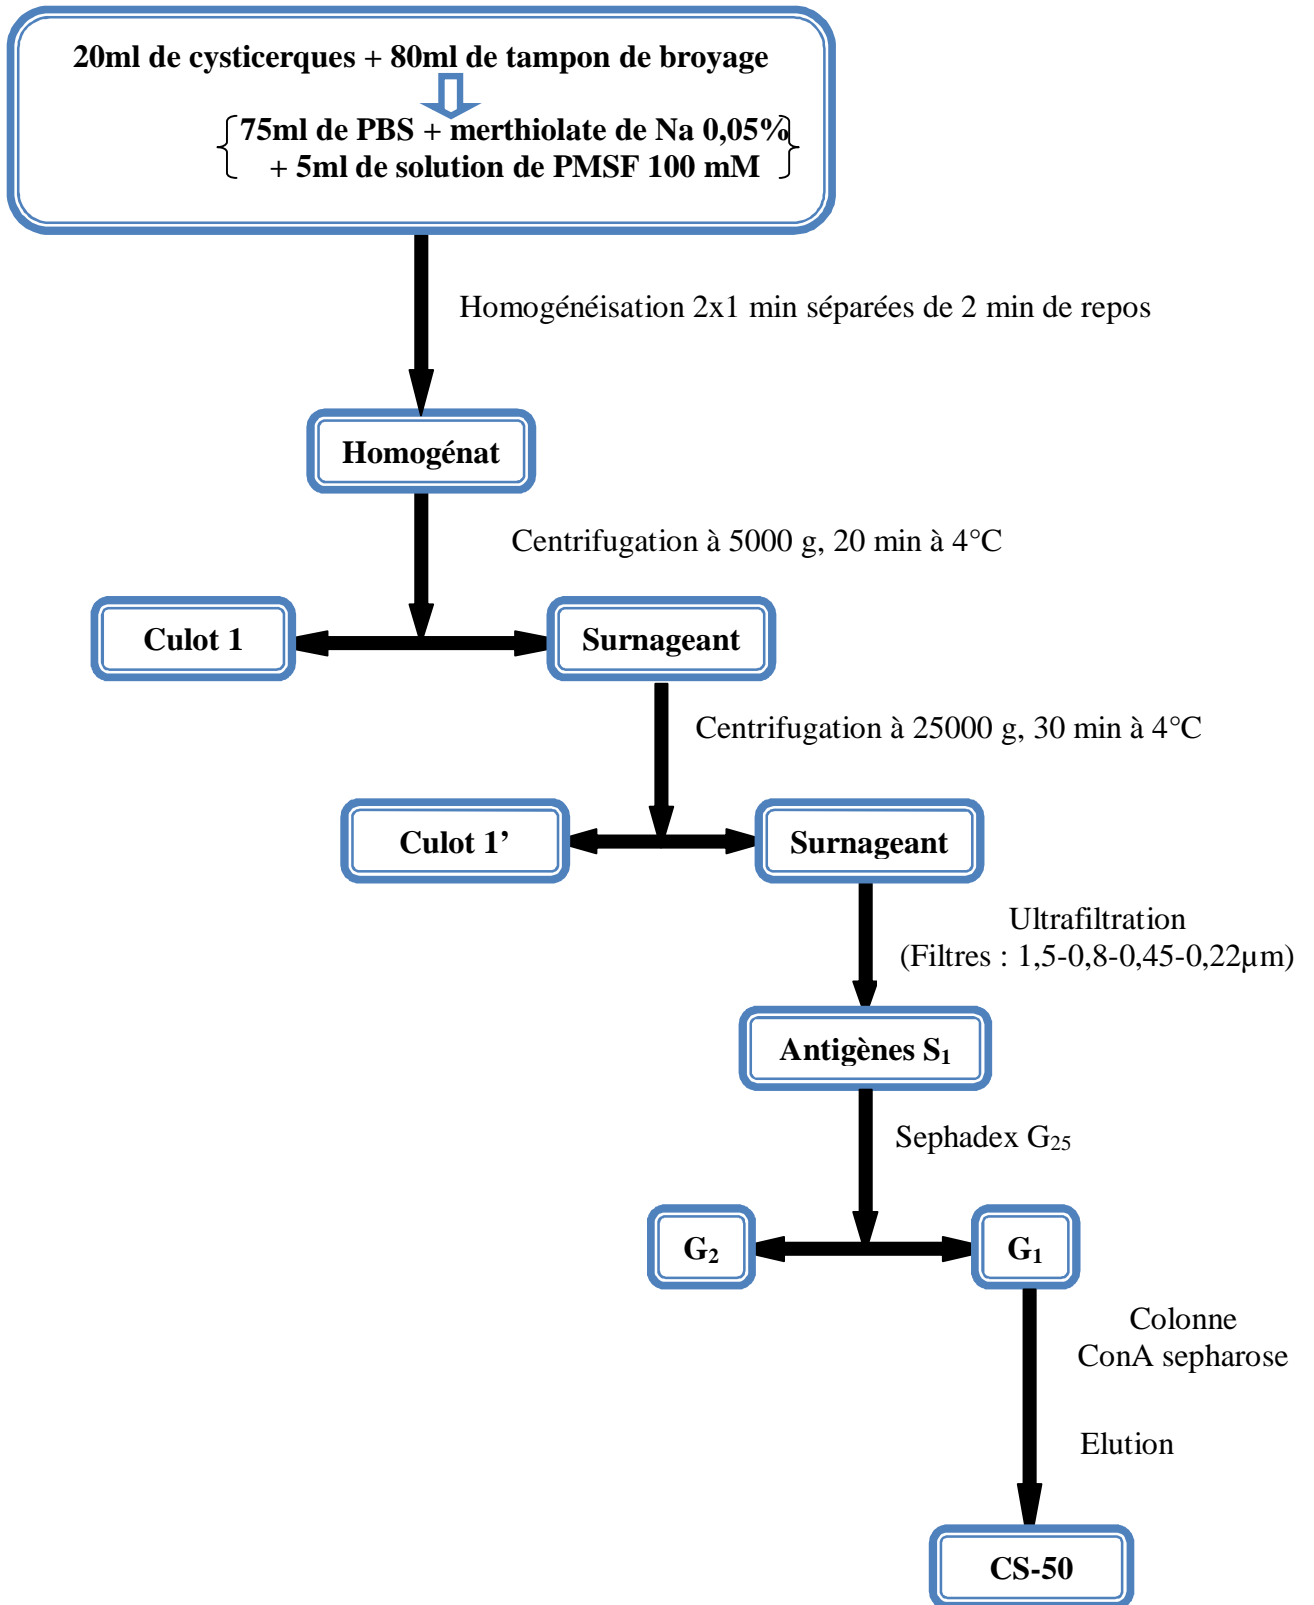 20ml de cysticerques + 80ml de tampon de broyage
75ml de PBS + merthiolate de Na 0,05%
+ 5ml de solution de PMSF 100 mM
Homogénéisation 2x1 min séparées de 2 min de repos
Homogénat
Centrifugation à 5000 g, 20 min à 4°C
Culot 1
Surnageant
Centrifugation à 25000 g, 30 min à 4°C
Culot 1’
Surnageant
Ultrafiltration
(Filtres : 1,5-0,8-0,45-0,22µm)
Antigènes S₁
Sephadex G₂₅
G₂
G₁
Colonne
ConA sepharose
Elution
CS-50